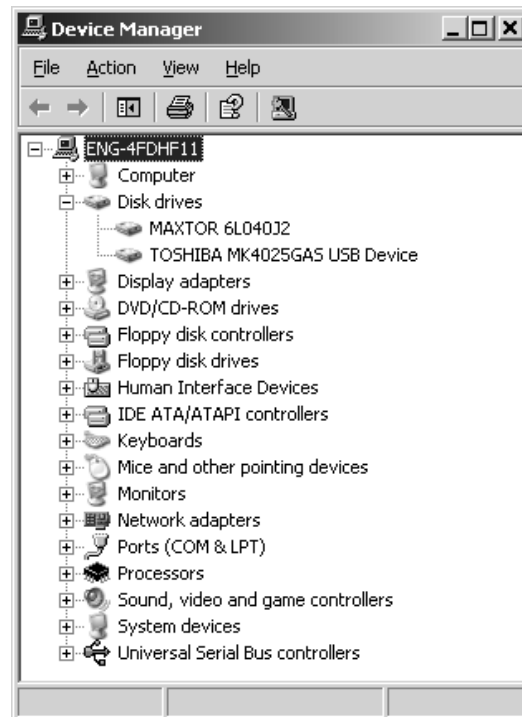 Device Manager
File Action View Help
ENG-4FDHF11
Computer
Disk drives
MAXTOR 6L040J2
TOSHIBA MK4025GAS USB Device
Display adapters
DVD/CD-ROM drives
Floppy disk controllers
Floppy disk drives
Human Interface Devices
IDE ATA/ATAPI controllers
Keyboards
Mice and other pointing devices
Monitors
Network adapters
Ports (COM & LPT)
Processors
Sound, video and game controllers
System devices
Universal Serial Bus controllers